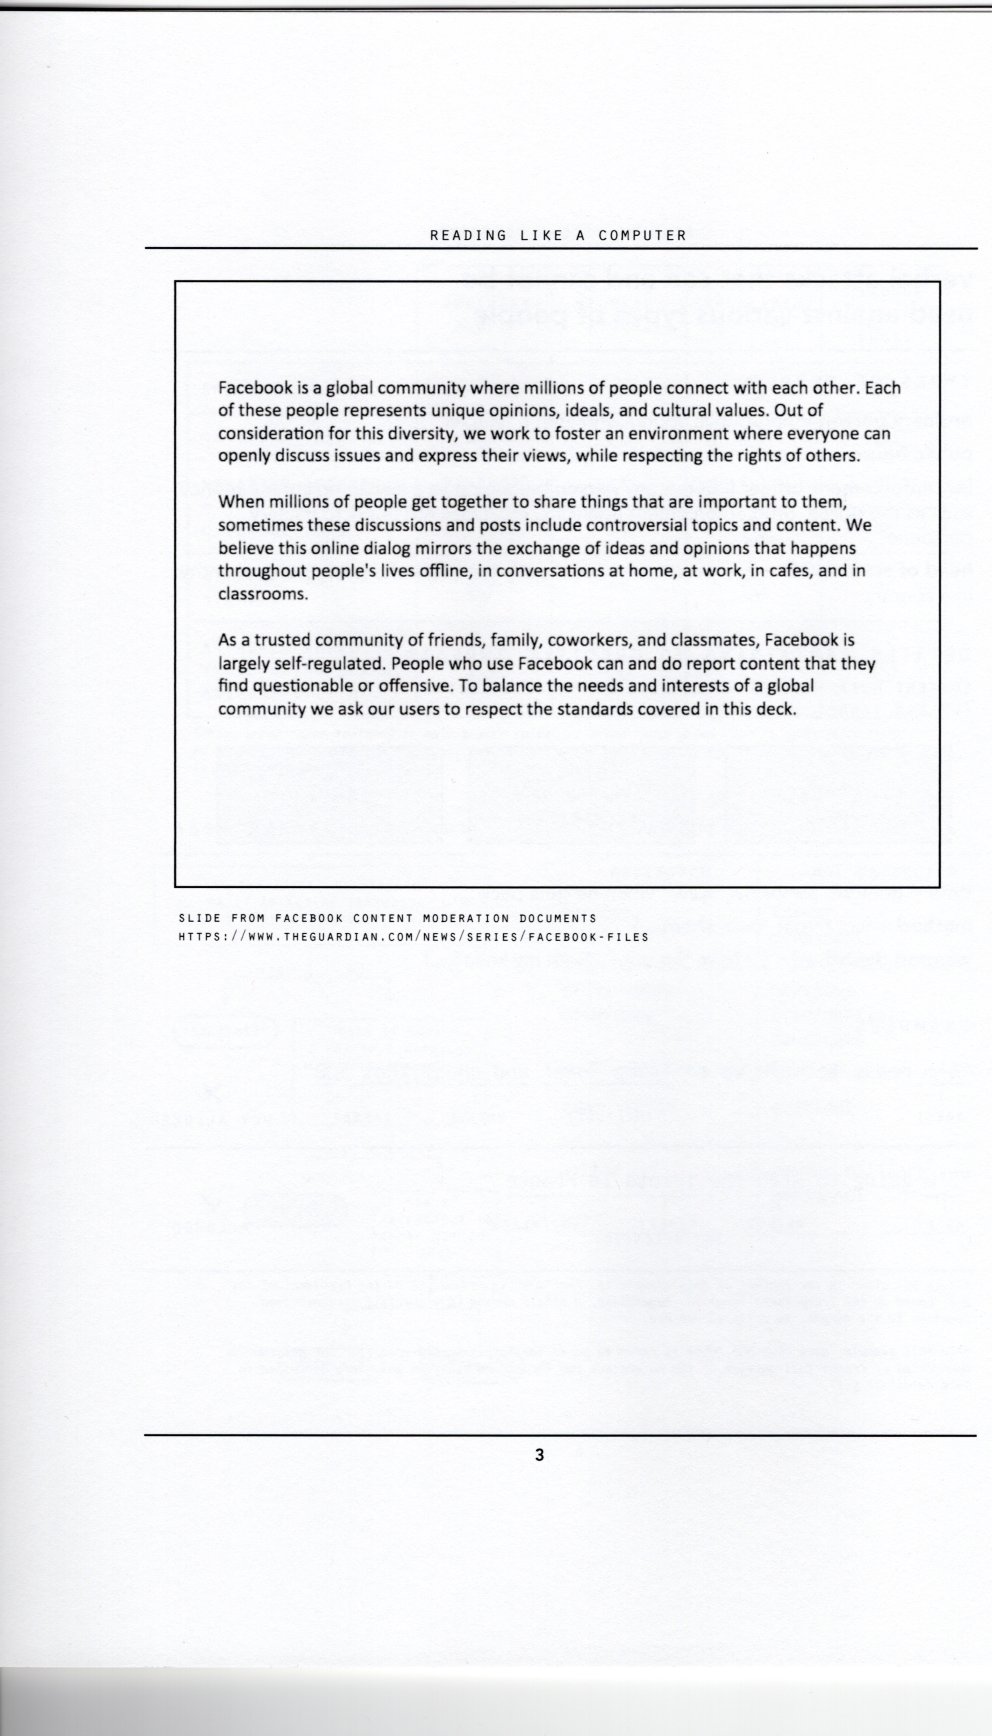 READING LIKE A COMPUTER
Facebook is a global community where millions of people connect with each other. Each
of these people represents unique opinions, ideals, and cultural values. Out of
consideration for this diversity, we work to foster an environment where everyone can
openly discuss issues and express their views, while respecting the rights of others.
When millions of people get together to share things that are important to them,
sometimes these discussions and posts include controversial topics and content. We
believe this online dialog mirrors the exchange of ideas and opinions that happens
throughout people's lives offline, in conversations at home, at work, in cafes, and in
classrooms.
As a trusted community of friends, family, coworkers, and classmates, Facebook is
largely self-regulated. People who use Facebook can and do report content that they
find questionable or offensive. To balance the needs and interests of a global
community we ask our users to respect the standards covered in this deck.
SLIDE FROM FACEBOOK CONTENT MODERATION DOCUMENTS
HTTPS://WWW.THEGUARDIAN.COM/NEWS/SERIES/FACEBOOK-FILES
3